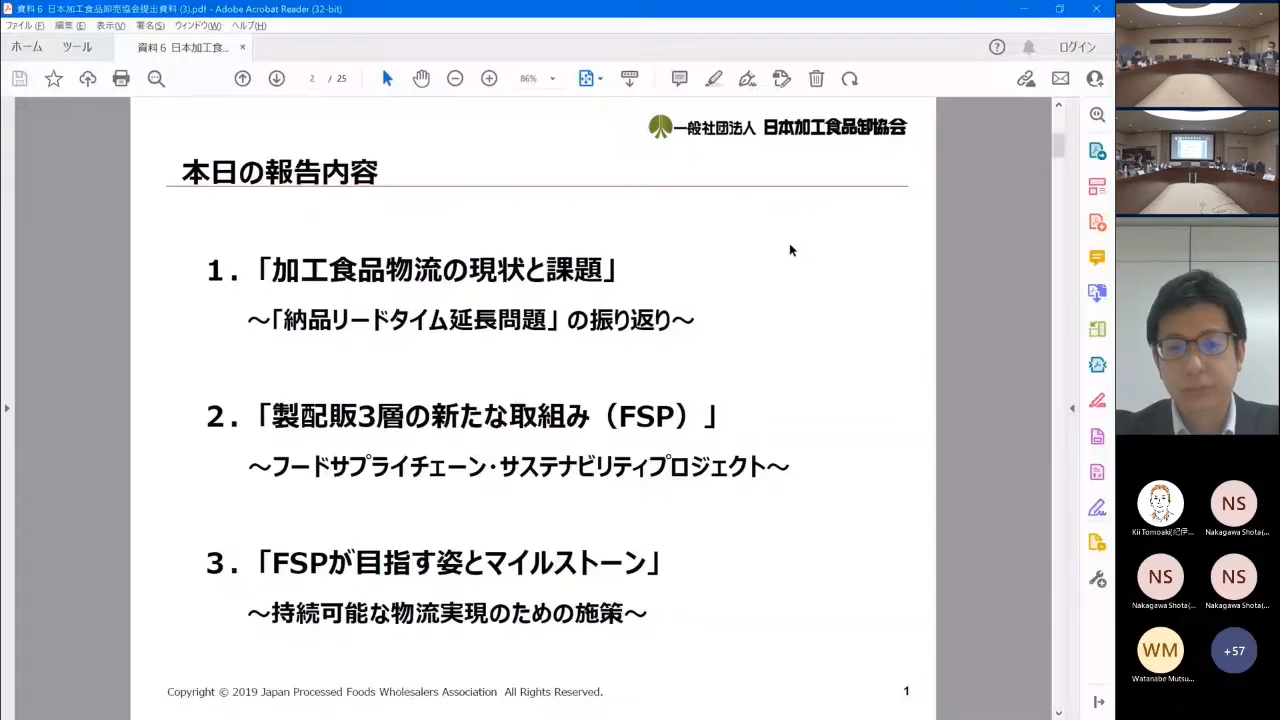 資料６ 日本加工食品卸売協会提出資料 (3).pdf - Adobe Acrobat Reader (32-bit)
ファイル(F) 編集(E) 表示(V) 署名(S) ウィンドウ(W) ヘルプ(H)
ホーム ツール 資料６ 日本加工食... × ログイン
2 / 25 86%
一般社団法人 日本加工食品卸協会
本日の報告内容
１．「加工食品物流の現状と課題」
～「納品リードタイム延長問題」の振り返り～
２．「製配販3層の新たな取組み（FSP）」
～フードサプライチェーン・サステナビリティプロジェクト～
３．「FSPが目指す姿とマイルストーン」
～持続可能な物流実現のための施策～
Copyright © 2019 Japan Processed Foods Wholesalers Association All Rights Reserved.
1
NS
Kii Tomoaki(紀伊... Nakagawa Shota(...
NS NS
Nakagawa Shota(... Nakagawa Shota(...
WM +57
Watanabe Mutsu...